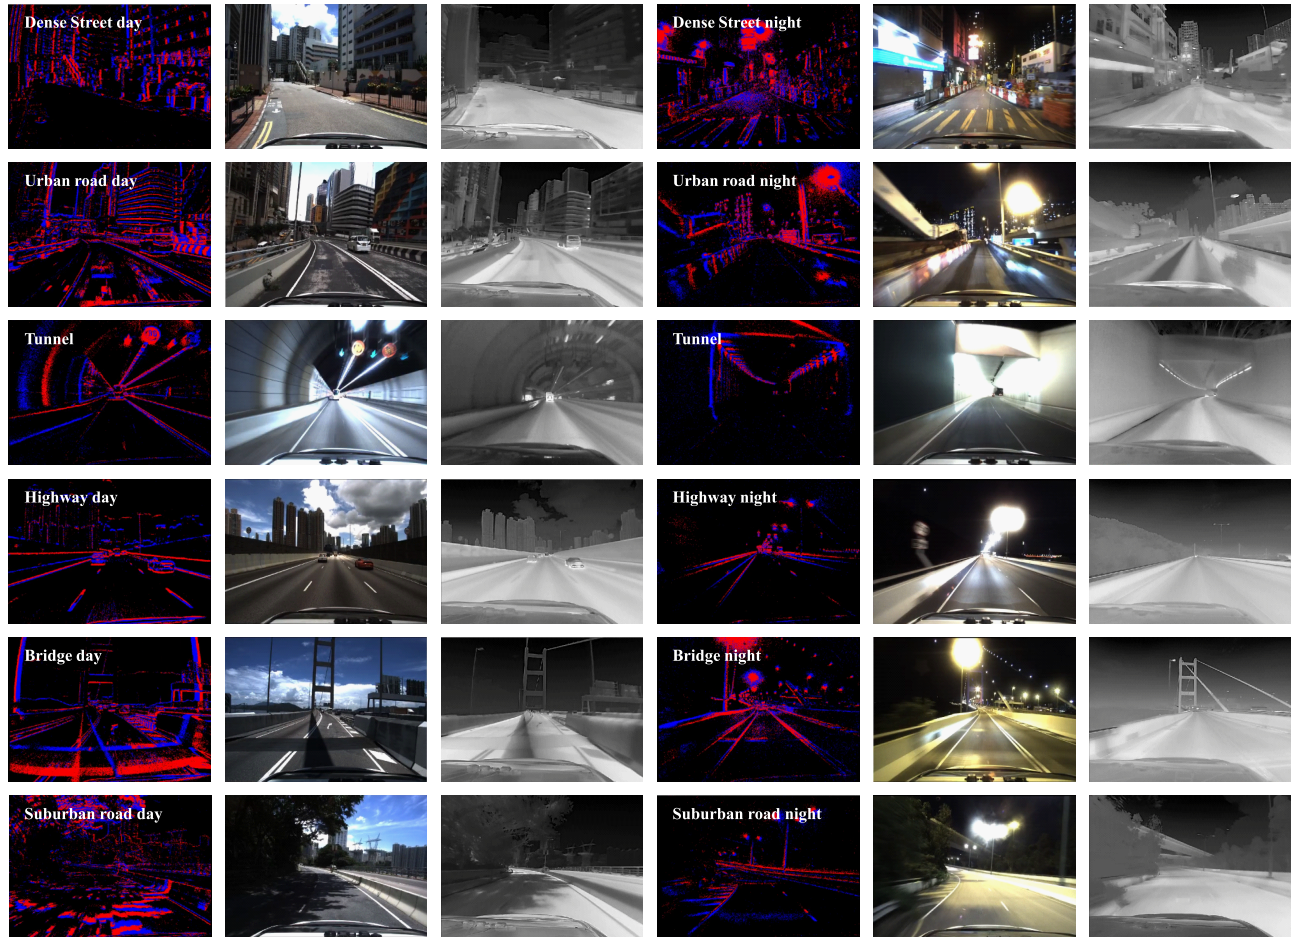 Dense Street day
Dense Street night
Urban road day
Urban road night
Tunnel
Tunnel
Highway day
Highway night
Bridge day
Bridge night
Suburban road day
Suburban road night